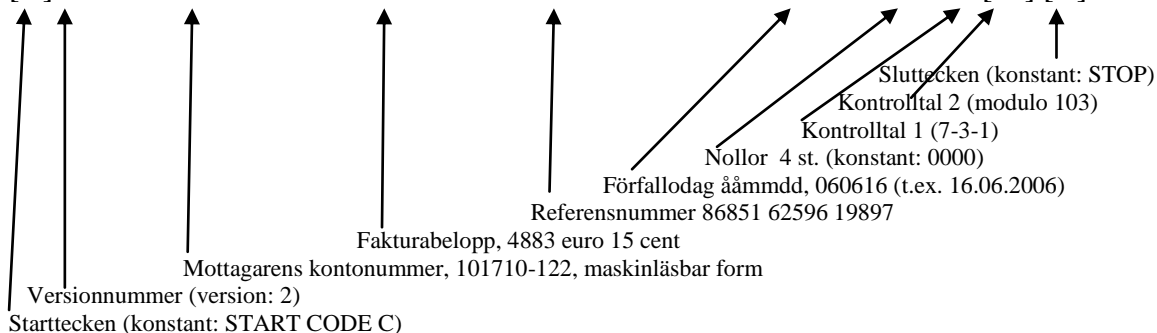 Sluttecken (konstant: STOP)
Kontrolltal 2 (modulo 103)
Kontrolltal 1 (7-3-1)
Nollor 4 st. (konstant: 0000)
Förfallodag ååmmdd, 060616 (t.ex. 16.06.2006)
Referensnummer 86851 62596 19897
Fakturabelopp, 4883 euro 15 cent
Mottagarens kontonummer, 101710-122, maskinläsbar form
Versionnummer (version: 2)
Starttecken (konstant: START CODE C)